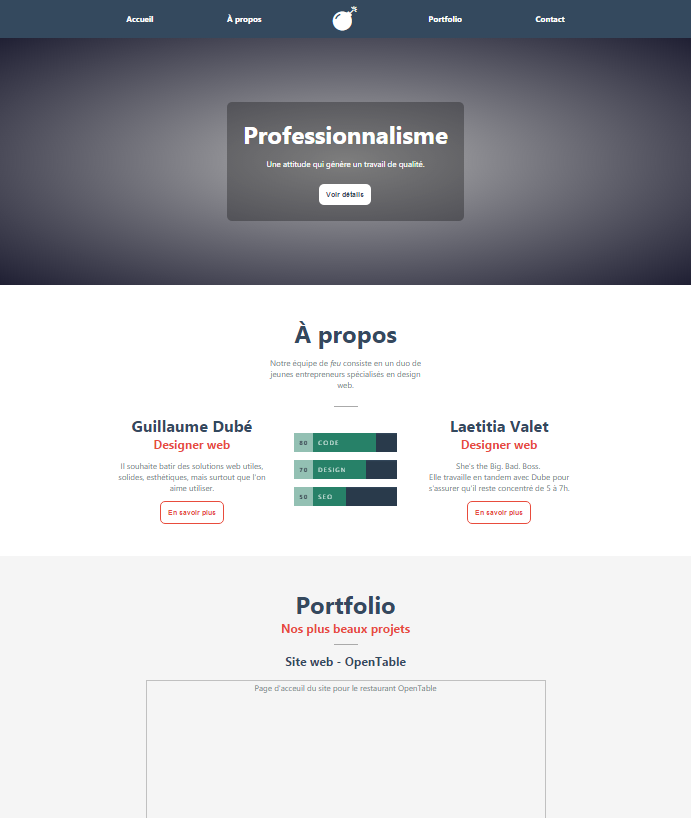 Accueil
À propos
Portfolio
Contact
Professionnalisme
Une attitude qui génère un travail de qualité.
Voir détails
À propos
Notre équipe de feu consiste en un duo de
jeunes entrepreneurs spécialisés en design
web.
Guillaume Dubé
Designer web
Il souhaite batir des solutions web utiles,
solides, esthétiques, mais surtout que l'on
aime utiliser.
En savoir plus
80 CODE
70 DESIGN
50 SEO
Laetitia Valet
Designer web
She's the Big. Bad. Boss.
Elle travaille en tandem avec Dube pour
s'assurer qu'il reste concentré de 5 à 7h.
En savoir plus
Portfolio
Nos plus beaux projets
Site web - OpenTable
Page d'acceuil du site pour le restaurant OpenTable